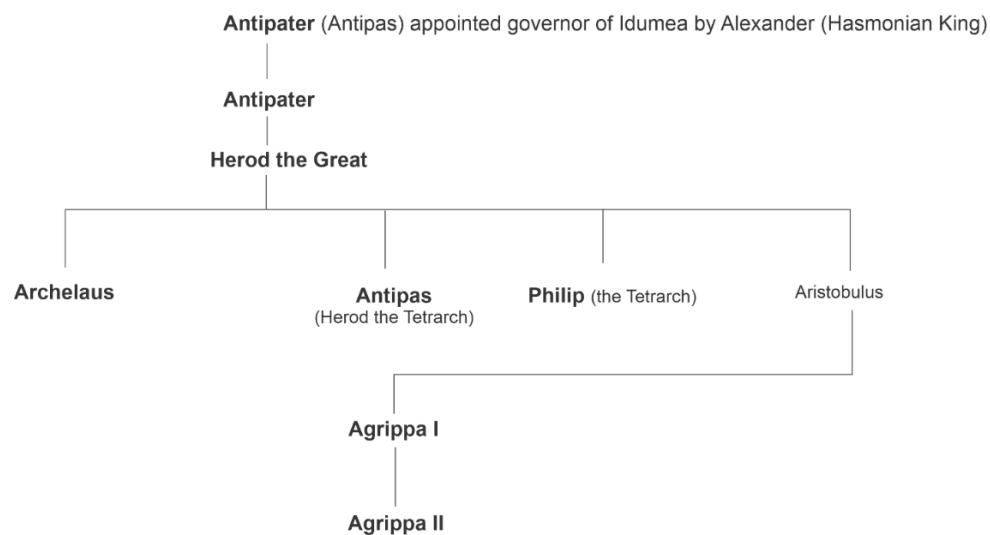 Antipater (Antipas) appointed governor of Idumea by Alexander (Hasmonian King)
Antipater
Herod the Great
Archelaus
Antipas
(Herod the Tetrarch)
Philip (the Tetrarch)
Aristobulus
Agrippa I
Agrippa II